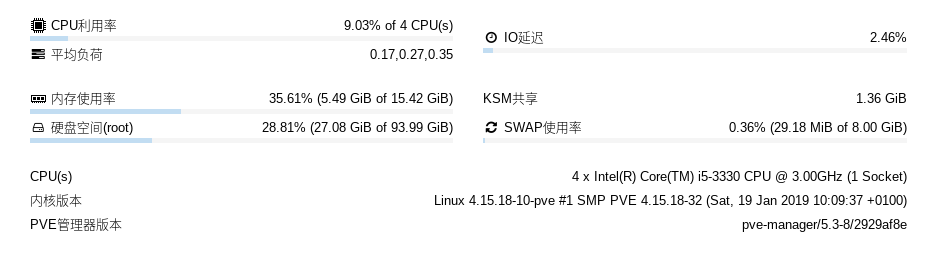 CPU利用率 9.03% of 4 CPU(s)
IO延迟 2.46%
平均负荷 0.17,0.27,0.35
内存使用率 35.61% (5.49 GiB of 15.42 GiB)
KSM共享 1.36 GiB
硬盘空间(root) 28.81% (27.08 GiB of 93.99 GiB)
SWAP使用率 0.36% (29.18 MiB of 8.00 GiB)
CPU(s) 4 x Intel(R) Core(TM) i5-3330 CPU @ 3.00GHz (1 Socket)
内核版本 Linux 4.15.18-10-pve #1 SMP PVE 4.15.18-32 (Sat, 19 Jan 2019 10:09:37 +0100)
PVE管理器版本 pve-manager/5.3-8/2929af8e